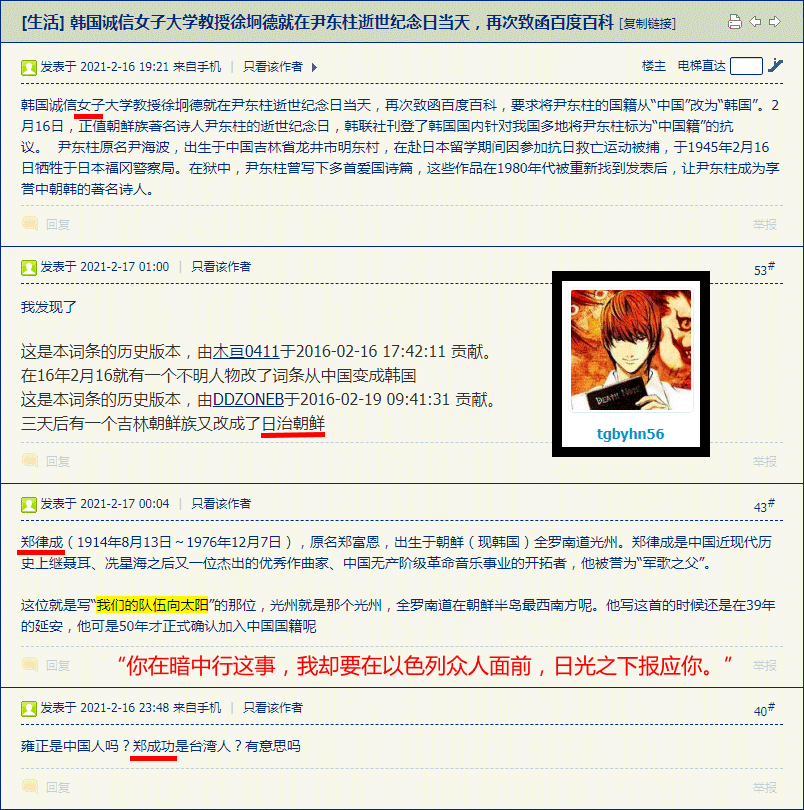 [生活] 韩国诚信女子大学教授徐坰德就在尹东柱逝世纪念日当天，再次致函百度百科 [复制链接]
发表于 2021-2-16 19:21 来自手机 | 只看该作者
楼主 电梯直达
韩国诚信女子大学教授徐坰德就在尹东柱逝世纪念日当天，再次致函百度百科，要求将尹东柱的国籍从“中国”改为“韩国”。2
月16日，正值朝鲜族著名诗人尹东柱的逝世纪念日，韩联社刊登了韩国国内针对我国多地将尹东柱标为“中国籍”的抗
议。 尹东柱原名尹海波，出生于中国吉林省龙井市明东村，在赴日本留学期间因参加抗日救亡运动被捕，于1945年2月16
日牺牲于日本福冈警察局。在狱中，尹东柱曾写下多首爱国诗篇，这些作品在1980年代被重新找到发表后，让尹东柱成为享
誉中朝韩的著名诗人。
回复 举报
发表于 2021-2-17 01:00 | 只看该作者
53#
我发现了
这是本词条的历史版本，由木亘0411于2016-02-16 17:42:11 贡献。
在16年2月16就有一个不明人物改了词条从中国变成韩国
这是本词条的历史版本，由DDZONEB于2016-02-19 09:41:31 贡献。
三天后有一个吉林朝鲜族又改成了日治朝鲜
DEATH NOTE
tgbyhn56
回复 举报
发表于 2021-2-17 00:04 | 只看该作者
43#
郑律成（1914年8月13日～1976年12月7日），原名郑富恩，出生于朝鲜（现韩国）全罗南道光州。郑律成是中国近现代历
史上继聂耳、冼星海之后又一位杰出的优秀作曲家、中国无产阶级革命音乐事业的开拓者，他被誉为“军歌之父”。
这位就是写“我们的队伍向太阳”的那位，光州就是那个光州，全罗南道在朝鲜半岛最西南方呢。他写这首的时候还是在39年
的延安，他可是50年才正式确认加入中国国籍呢
回复 “你在暗中行这事，我却要在以色列众人面前，日光之下报应你。” 举报
发表于 2021-2-16 23:48 来自手机 | 只看该作者
40#
雍正是中国人吗？郑成功是台湾人？有意思吗
回复 举报